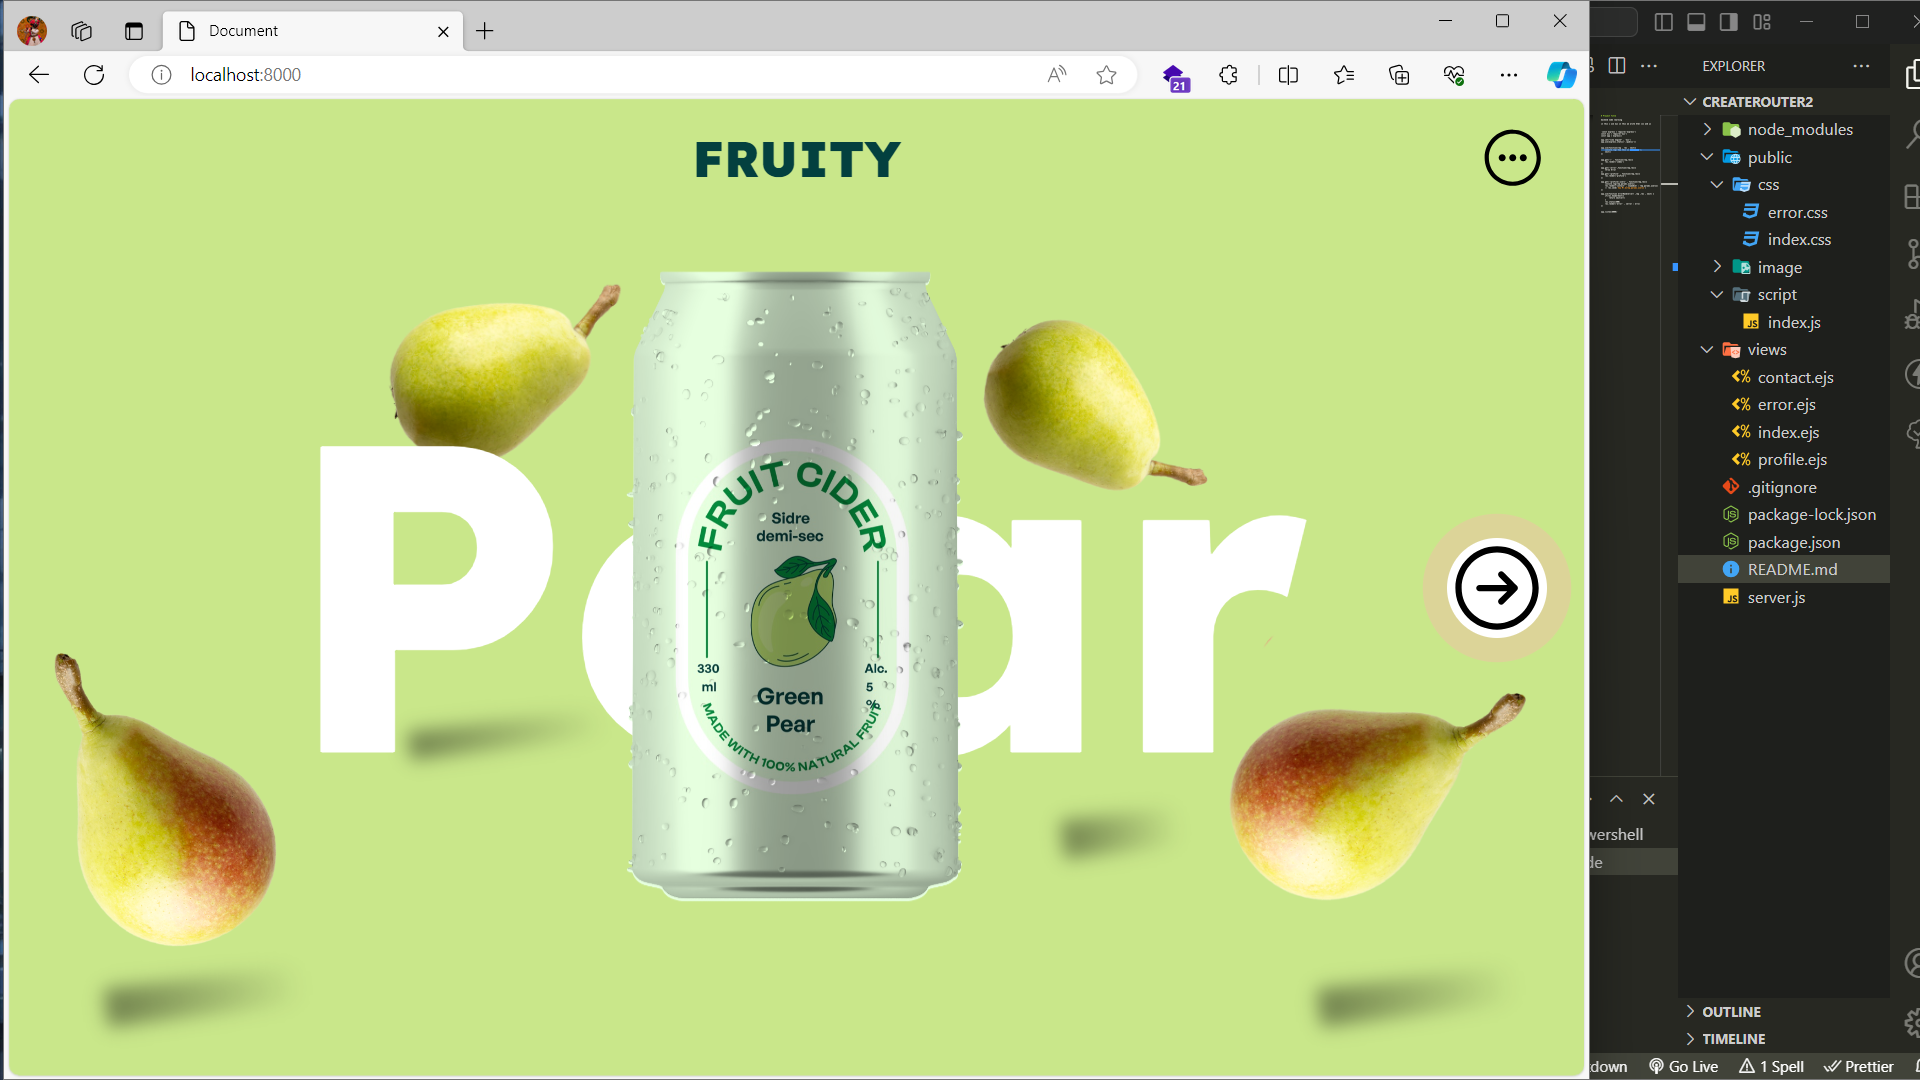 Document
localhost:8000
21
FRUITY
Pear
FRUIT CIDER
Sidre
demi-sec
330
ml
Alc.
5
%
Green
Pear
MADE WITH 100% NATURAL FRUIT
EXPLORER
CREATEROUTER2
node_modules
public
css
error.css
index.css
image
script
index.js
views
contact.ejs
error.ejs
index.ejs
profile.ejs
.gitignore
package-lock.json
package.json
README.md
server.js
wershell
de
OUTLINE
TIMELINE
down Go Live 1 Spell Prettier